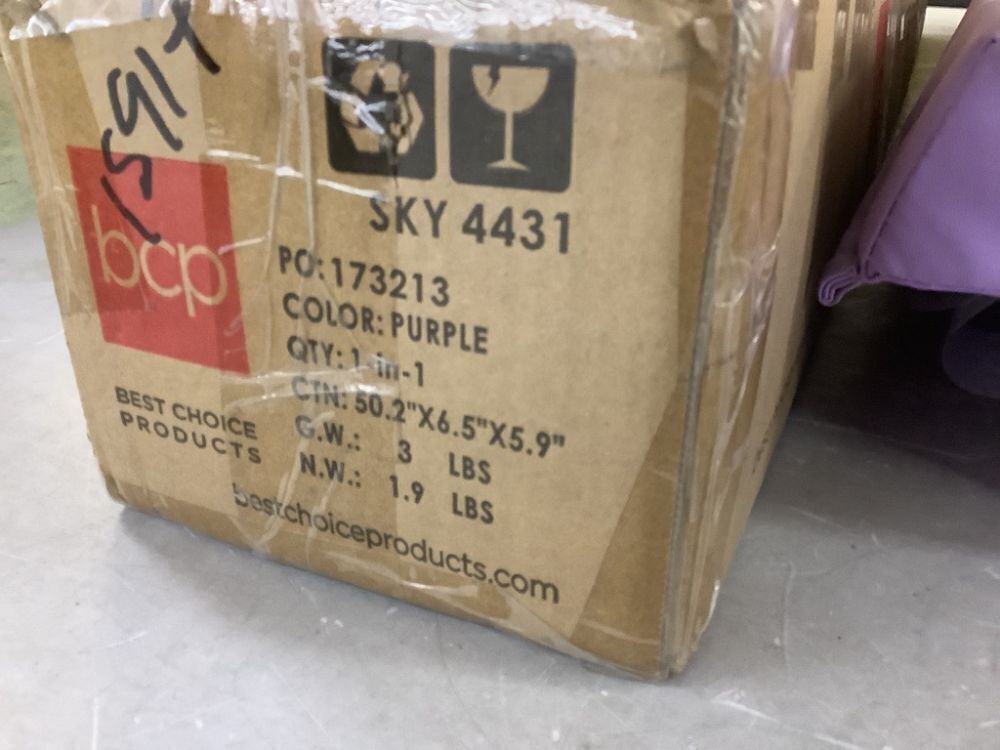 bcp
BEST CHOICE
PRODUCTS
SKY 4431
PO: 173213
COLOR: PURPLE
QTY: 1-in-1
CTN: 50.2"X6.5"X5.9"
G.W.: 3 LBS
N.W.: 1.9 LBS
bestchoiceproducts.com